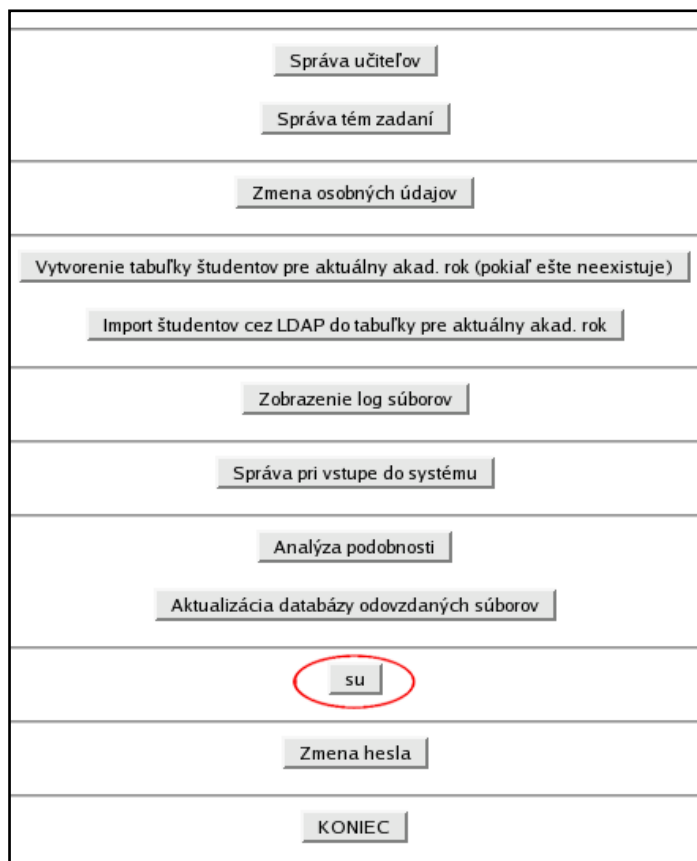 Správa učiteľov
Správa tém zadaní
Zmena osobných údajov
Vytvorenie tabuľky študentov pre aktuálny akad. rok (pokiaľ ešte neexistuje)
Import študentov cez LDAP do tabuľky pre aktuálny akad. rok
Zobrazenie log súborov
Správa pri vstupe do systému
Analýza podobnosti
Aktualizácia databázy odovzdaných súborov
su
Zmena hesla
KONIEC